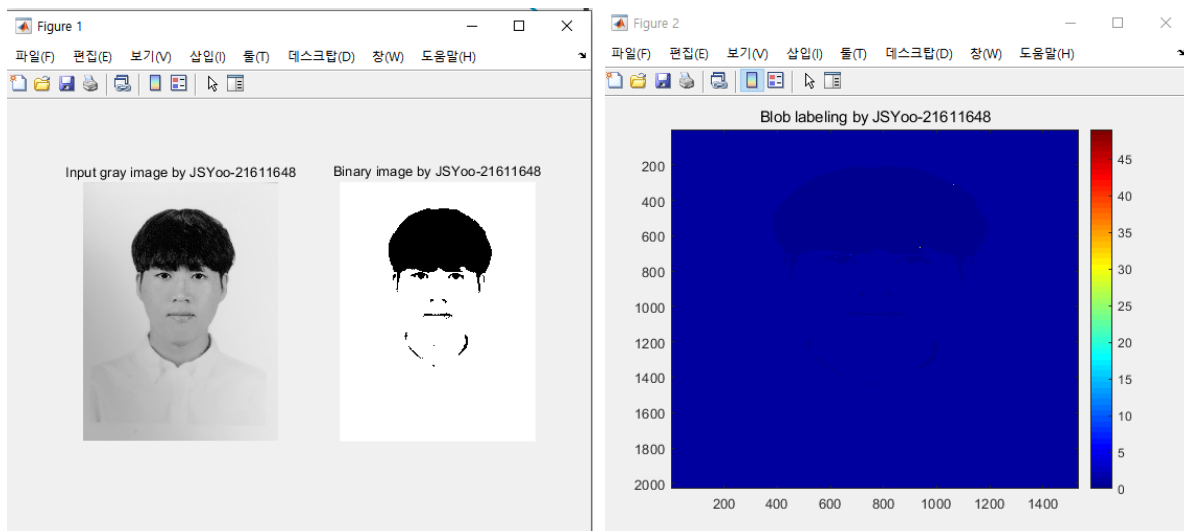 Figure 1
파일(F) 편집(E) 보기(V) 삽입(I) 툴(T) 데스크탑(D) 창(W) 도움말(H)
Input gray image by JSYoo-21611648
Binary image by JSYoo-21611648
Figure 2
파일(F) 편집(E) 보기(V) 삽입(I) 툴(T) 데스크탑(D) 창(W) 도움말(H)
Blob labeling by JSYoo-21611648
200
400
600
800
1000
1200
1400
1600
1800
2000
200 400 600 800 1000 1200 1400
45
40
35
30
25
20
15
10
5
0